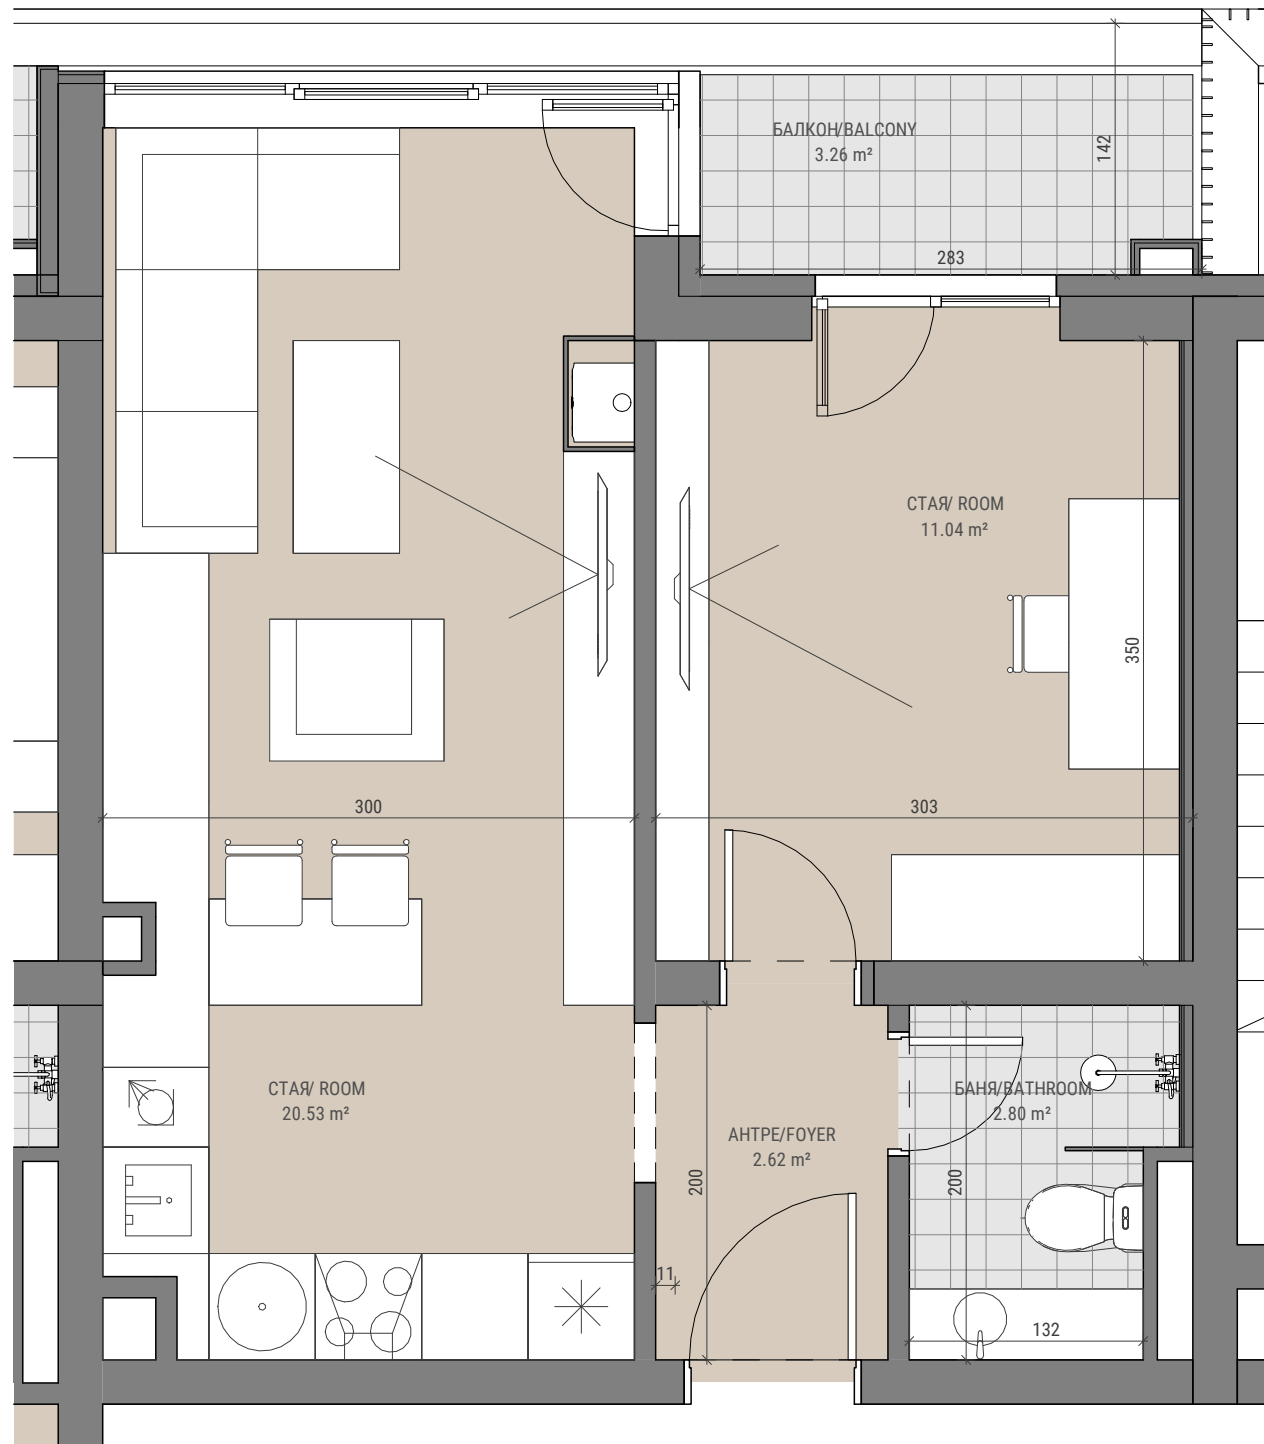 БАЛКОН/BALCONY
3.26 m²
142
283
СТАЯ/ ROOM
11.04 m²
350
300
303
СТАЯ/ ROOM
20.53 m²
БАНЯ/BATHROOM
2.80 m²
АНТРЕ/FOYER
2.62 m²
200
200
11
132